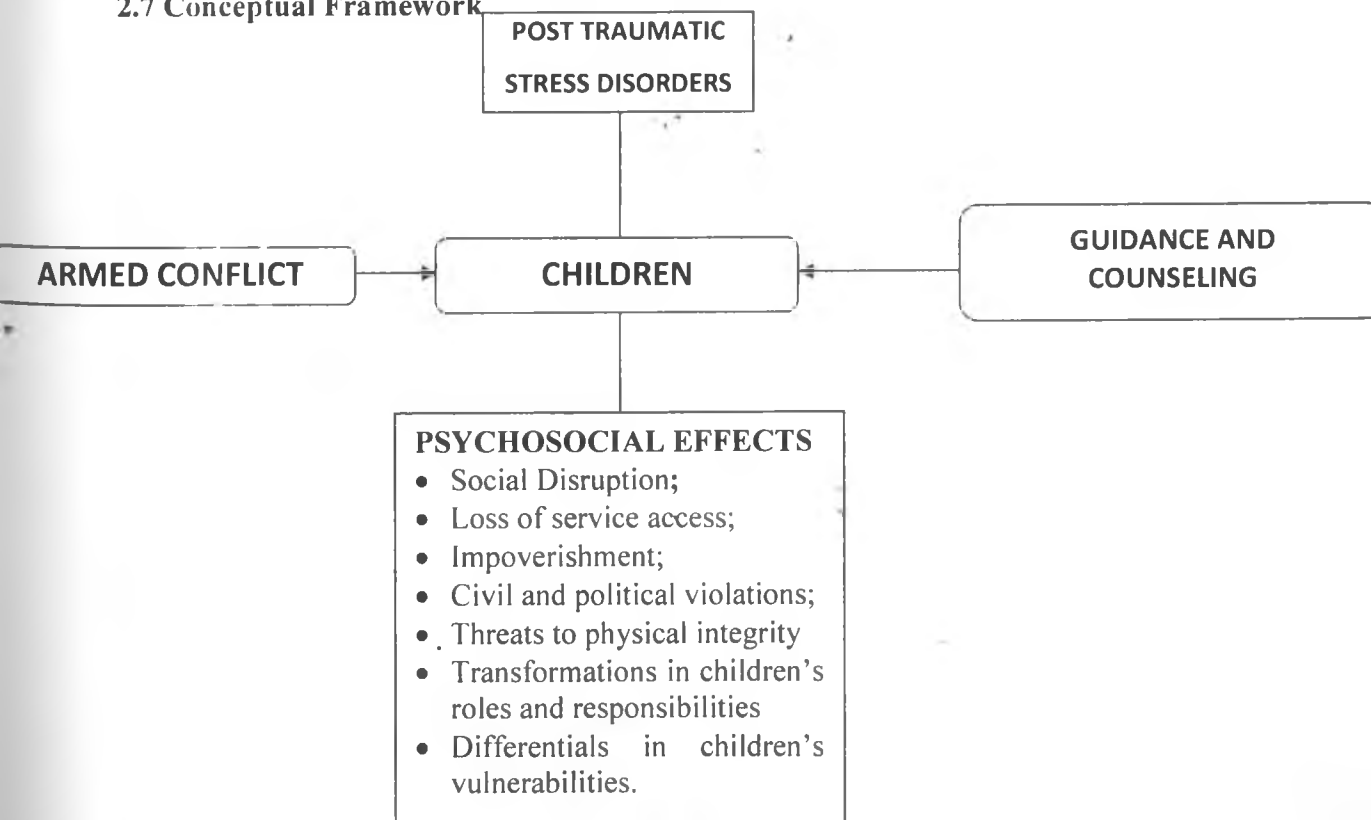 2.7 Conceptual Framework
POST TRAUMATIC
STRESS DISORDERS
ARMED CONFLICT
CHILDREN
GUIDANCE AND
COUNSELING
PSYCHOSOCIAL EFFECTS
• Social Disruption;
• Loss of service access;
• Impoverishment;
• Civil and political violations;
• Threats to physical integrity
• Transformations in children's
roles and responsibilities
• Differentials in children's
vulnerabilities.